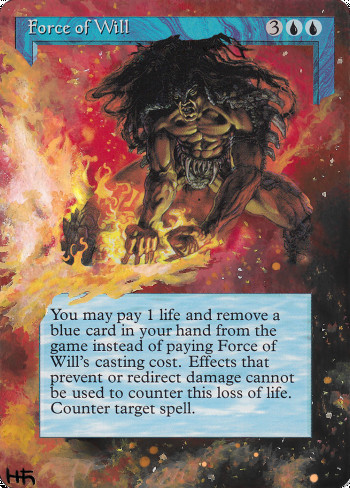 Force of Will 3
You may pay 1 life and remove a
blue card in your hand from the
game instead of paying Force of
Will's casting cost. Effects that
prevent or redirect damage cannot
be used to counter this loss of life.
Counter target spell.
HF